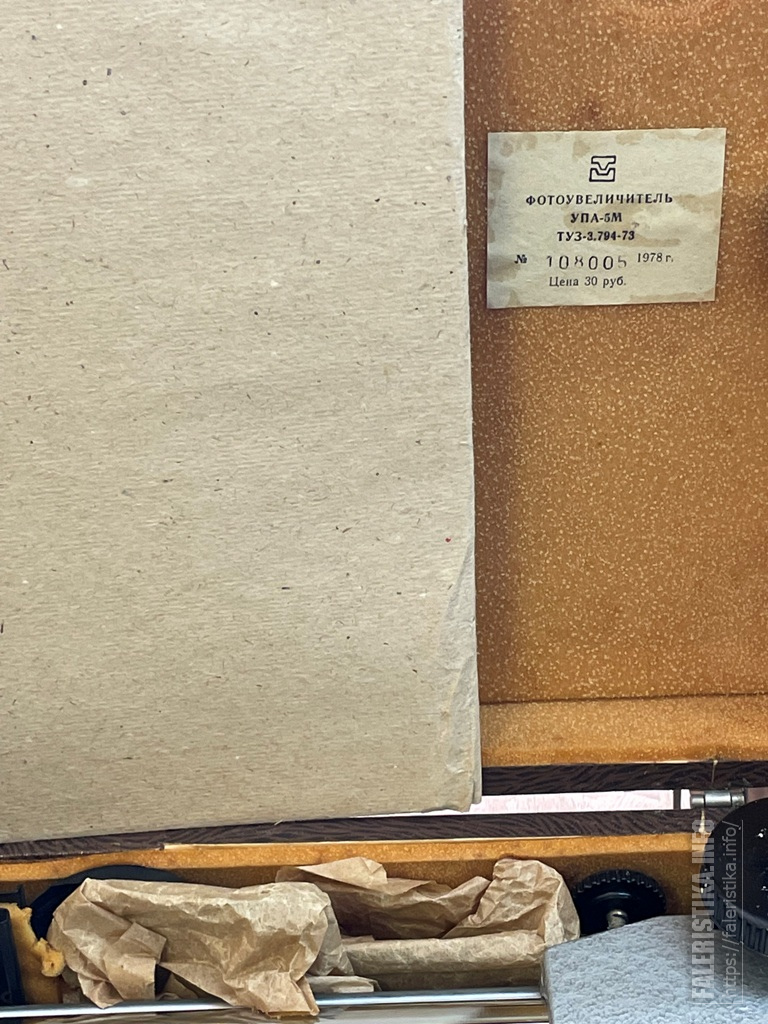 ФОТОУВЕЛИЧИТЕЛЬ
УПА-5М
ТУЗ-3.794-73
№ 108005 1978 г.
Цена 30 руб.
FALERISTIKA.INFO
https://faleristika.info/